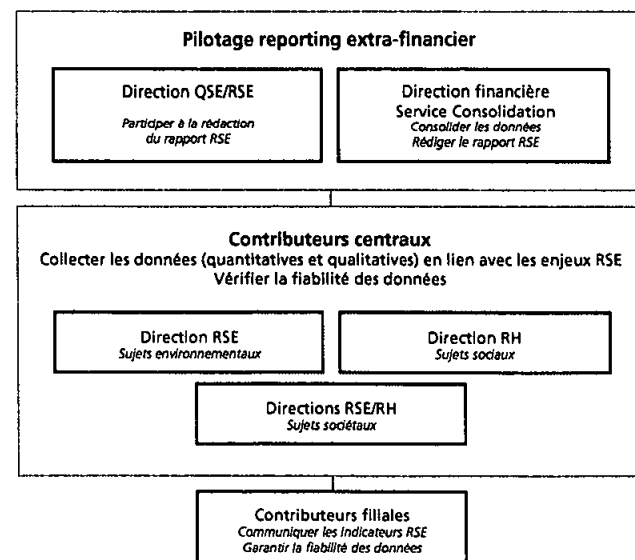 Pilotage reporting extra-financier
Direction QSE/RSE
Participer à la rédaction
du rapport RSE
Direction financière
Service Consolidation
Consolider les données
Rédiger le rapport RSE
Contributeurs centraux
Collecter les données (quantitatives et qualitatives) en lien avec les enjeux RSE
Vérifier la fiabilité des données
Direction RSE
Sujets environnementaux
Direction RH
Sujets sociaux
Directions RSE/RH
Sujets sociétaux
Contributeurs filiales
Communiquer les indicateurs RSE
Garantir la fiabilité des données